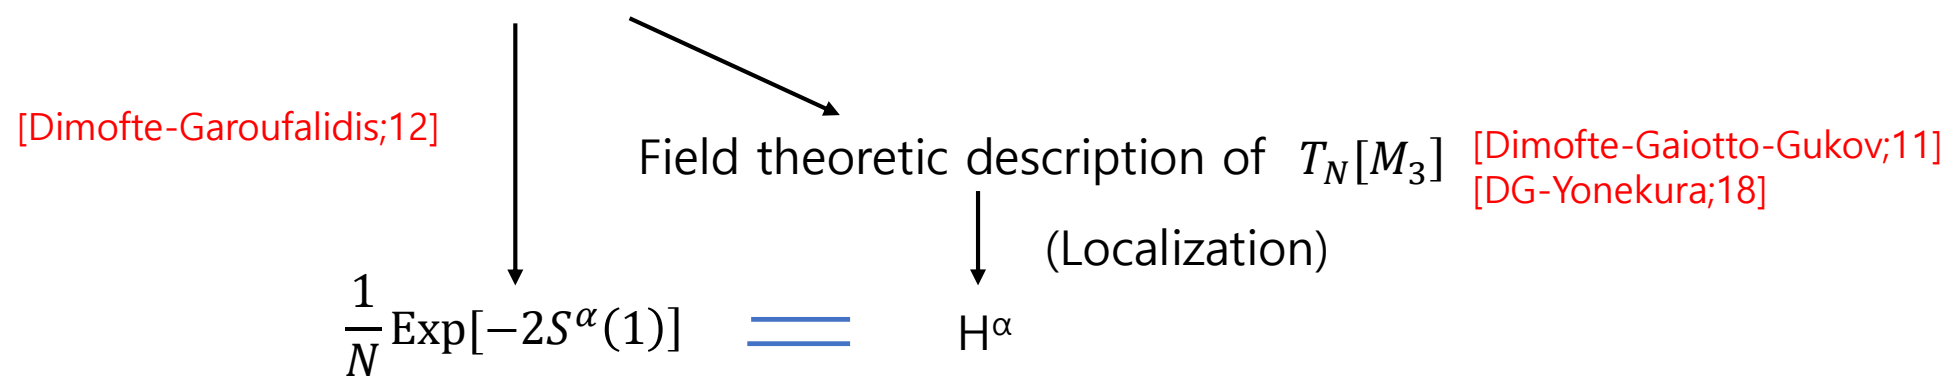 [Dimofte-Garoufalidis;12]
Field theoretic description of T_N[M_3]
[Dimofte-Gaiotto-Gukov;11]
[DG-Yonekura;18]
(Localization)
\frac{1}{N} Exp[−2S^α(1)]
H^α